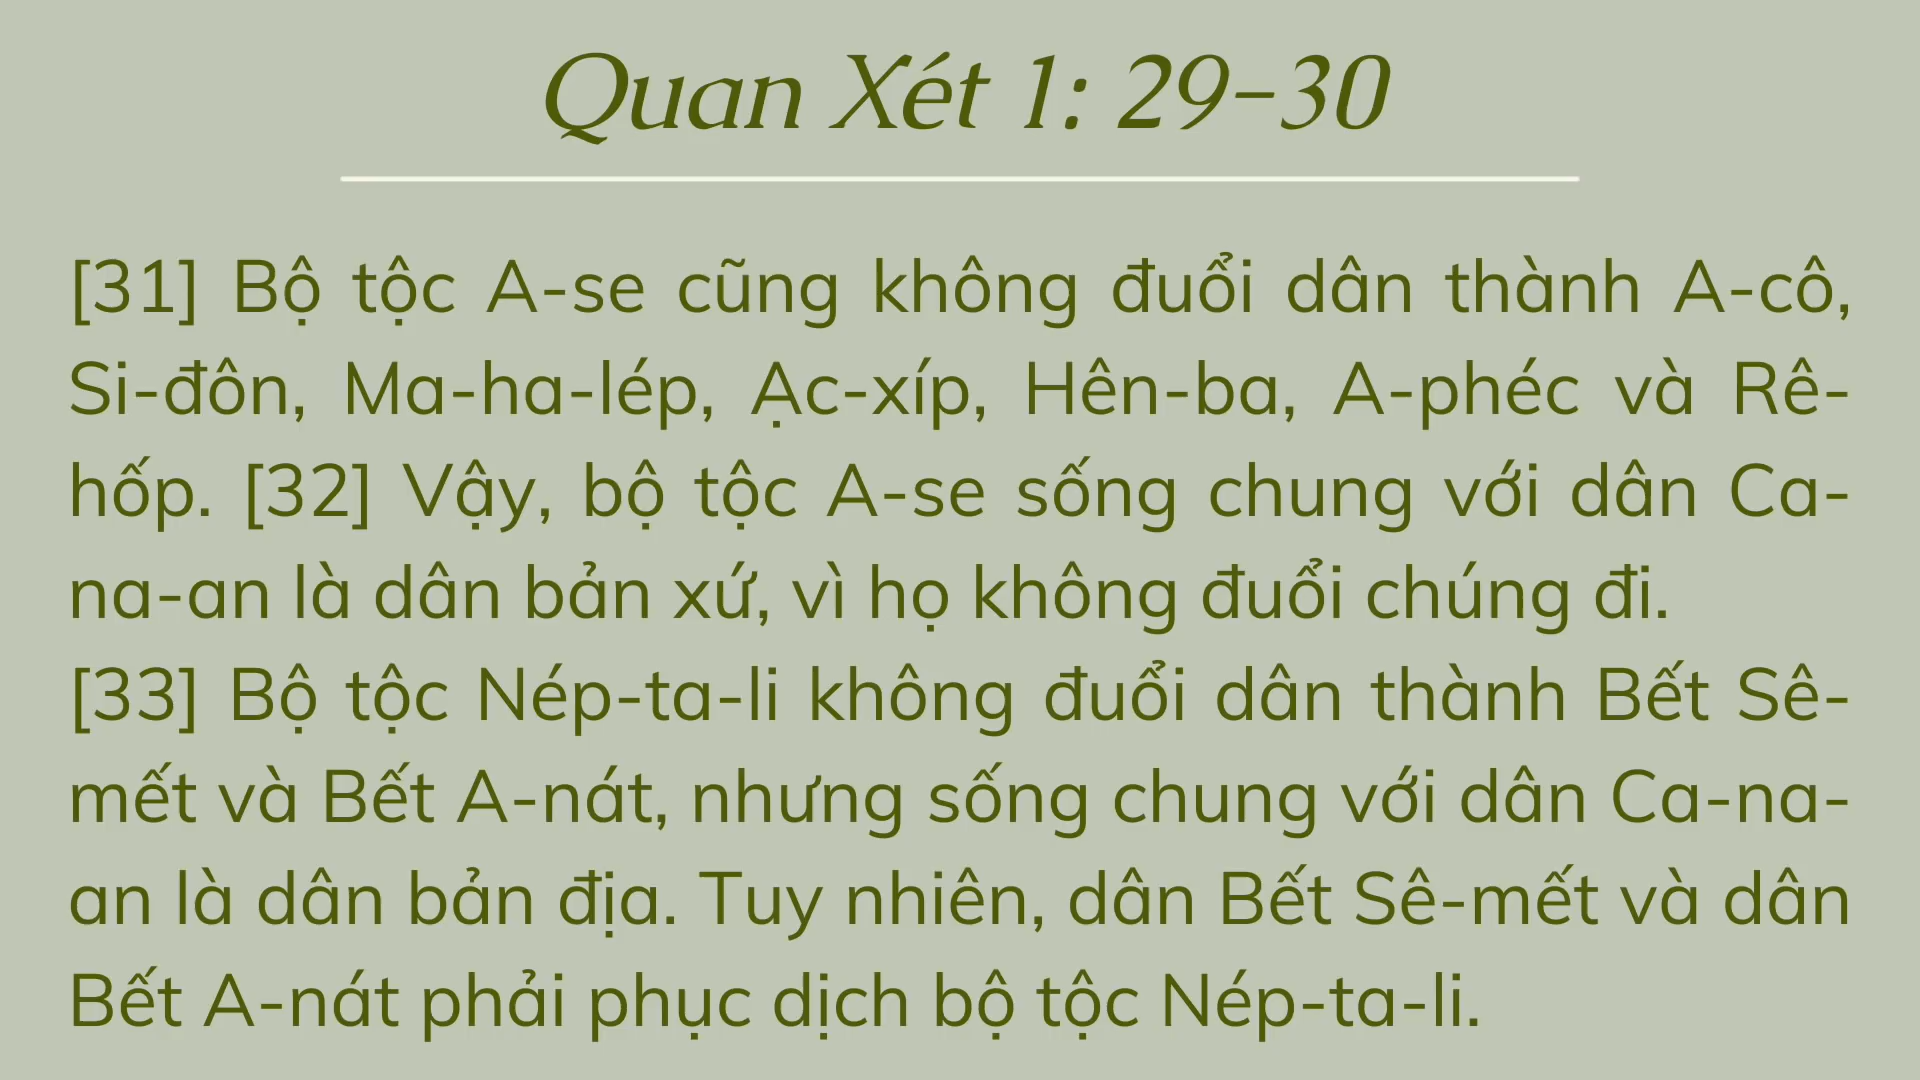 Quan Xét 1: 29-30
[31] Bộ tộc A-se cũng không đuổi dân thành A-cô,
Si-đôn, Ma-ha-lép, Ạc-xíp, Hên-ba, A-phéc và Rê-
hốp. [32] Vậy, bộ tộc A-se sống chung với dân Ca-
na-an là dân bản xứ, vì họ không đuổi chúng đi.
[33] Bộ tộc Nép-ta-li không đuổi dân thành Bết Sê-
mết và Bết A-nát, nhưng sống chung với dân Ca-na-
an là dân bản địa. Tuy nhiên, dân Bết Sê-mết và dân
Bết A-nát phải phục dịch bộ tộc Nép-ta-li.